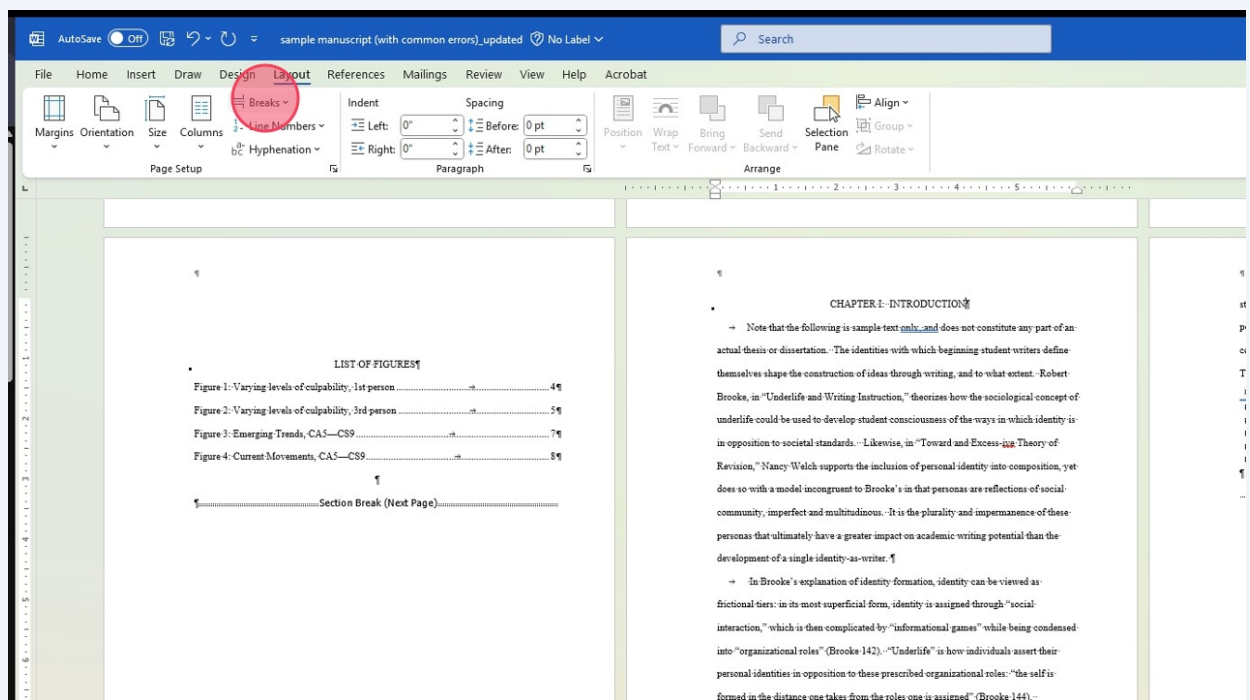 AutoSave Off sample manuscript (with common errors)_updated No Label Search
File Home Insert Draw Design Layout References Mailings Review View Help Acrobat
Margins Orientation Size Columns
Breaks
Line Numbers
Hyphenation
Page Setup
Indent
Left: 0"
Right: 0"
Spacing
Before: 0 pt
After: 0 pt
Paragraph
Position Wrap Text Bring Forward Send Backward Selection Pane
Align
Group
Rotate
Arrange
1 2 3 4 5
LIST OF FIGURES¶
Figure 1: Varying levels of culpability, 1st person 4¶
Figure 2: Varying levels of culpability, 3rd person 5¶
Figure 3: Emerging Trends, CA5—CS9 7¶
Figure 4: Current Movements, CA5—CS9 8¶
¶
¶ Section Break (Next Page)
¶
CHAPTER I: INTRODUCTION¶
→ Note that the following is sample text only, and does not constitute any part of an
actual thesis or dissertation. The identities with which beginning student writers define
themselves shape the construction of ideas through writing, and to what extent. Robert
Brooke, in “Underlife and Writing Instruction,” theorizes how the sociological concept of
underlife could be used to develop student consciousness of the ways in which identity is
in opposition to societal standards. Likewise, in “Toward and Excess-ive Theory of
Revision,” Nancy Welch supports the inclusion of personal identity into composition, yet
does so with a model incongruent to Brooke’s in that personas are reflections of social
community, imperfect and multitudinous. It is the plurality and impermanence of these
personas that ultimately have a greater impact on academic writing potential than the
development of a single identity-as-writer. ¶
→ In Brooke’s explanation of identity formation, identity can be viewed as
frictional tiers: in its most superficial form, identity is assigned through “social
interaction,” which is then complicated by “informational games” while being condensed
into “organizational roles” (Brooke 142). “Underlife” is how individuals assert their
personal identities in opposition to these prescribed organizational roles: “the self is
formed in the distance one takes from the roles one is assigned” (Brooke 144).